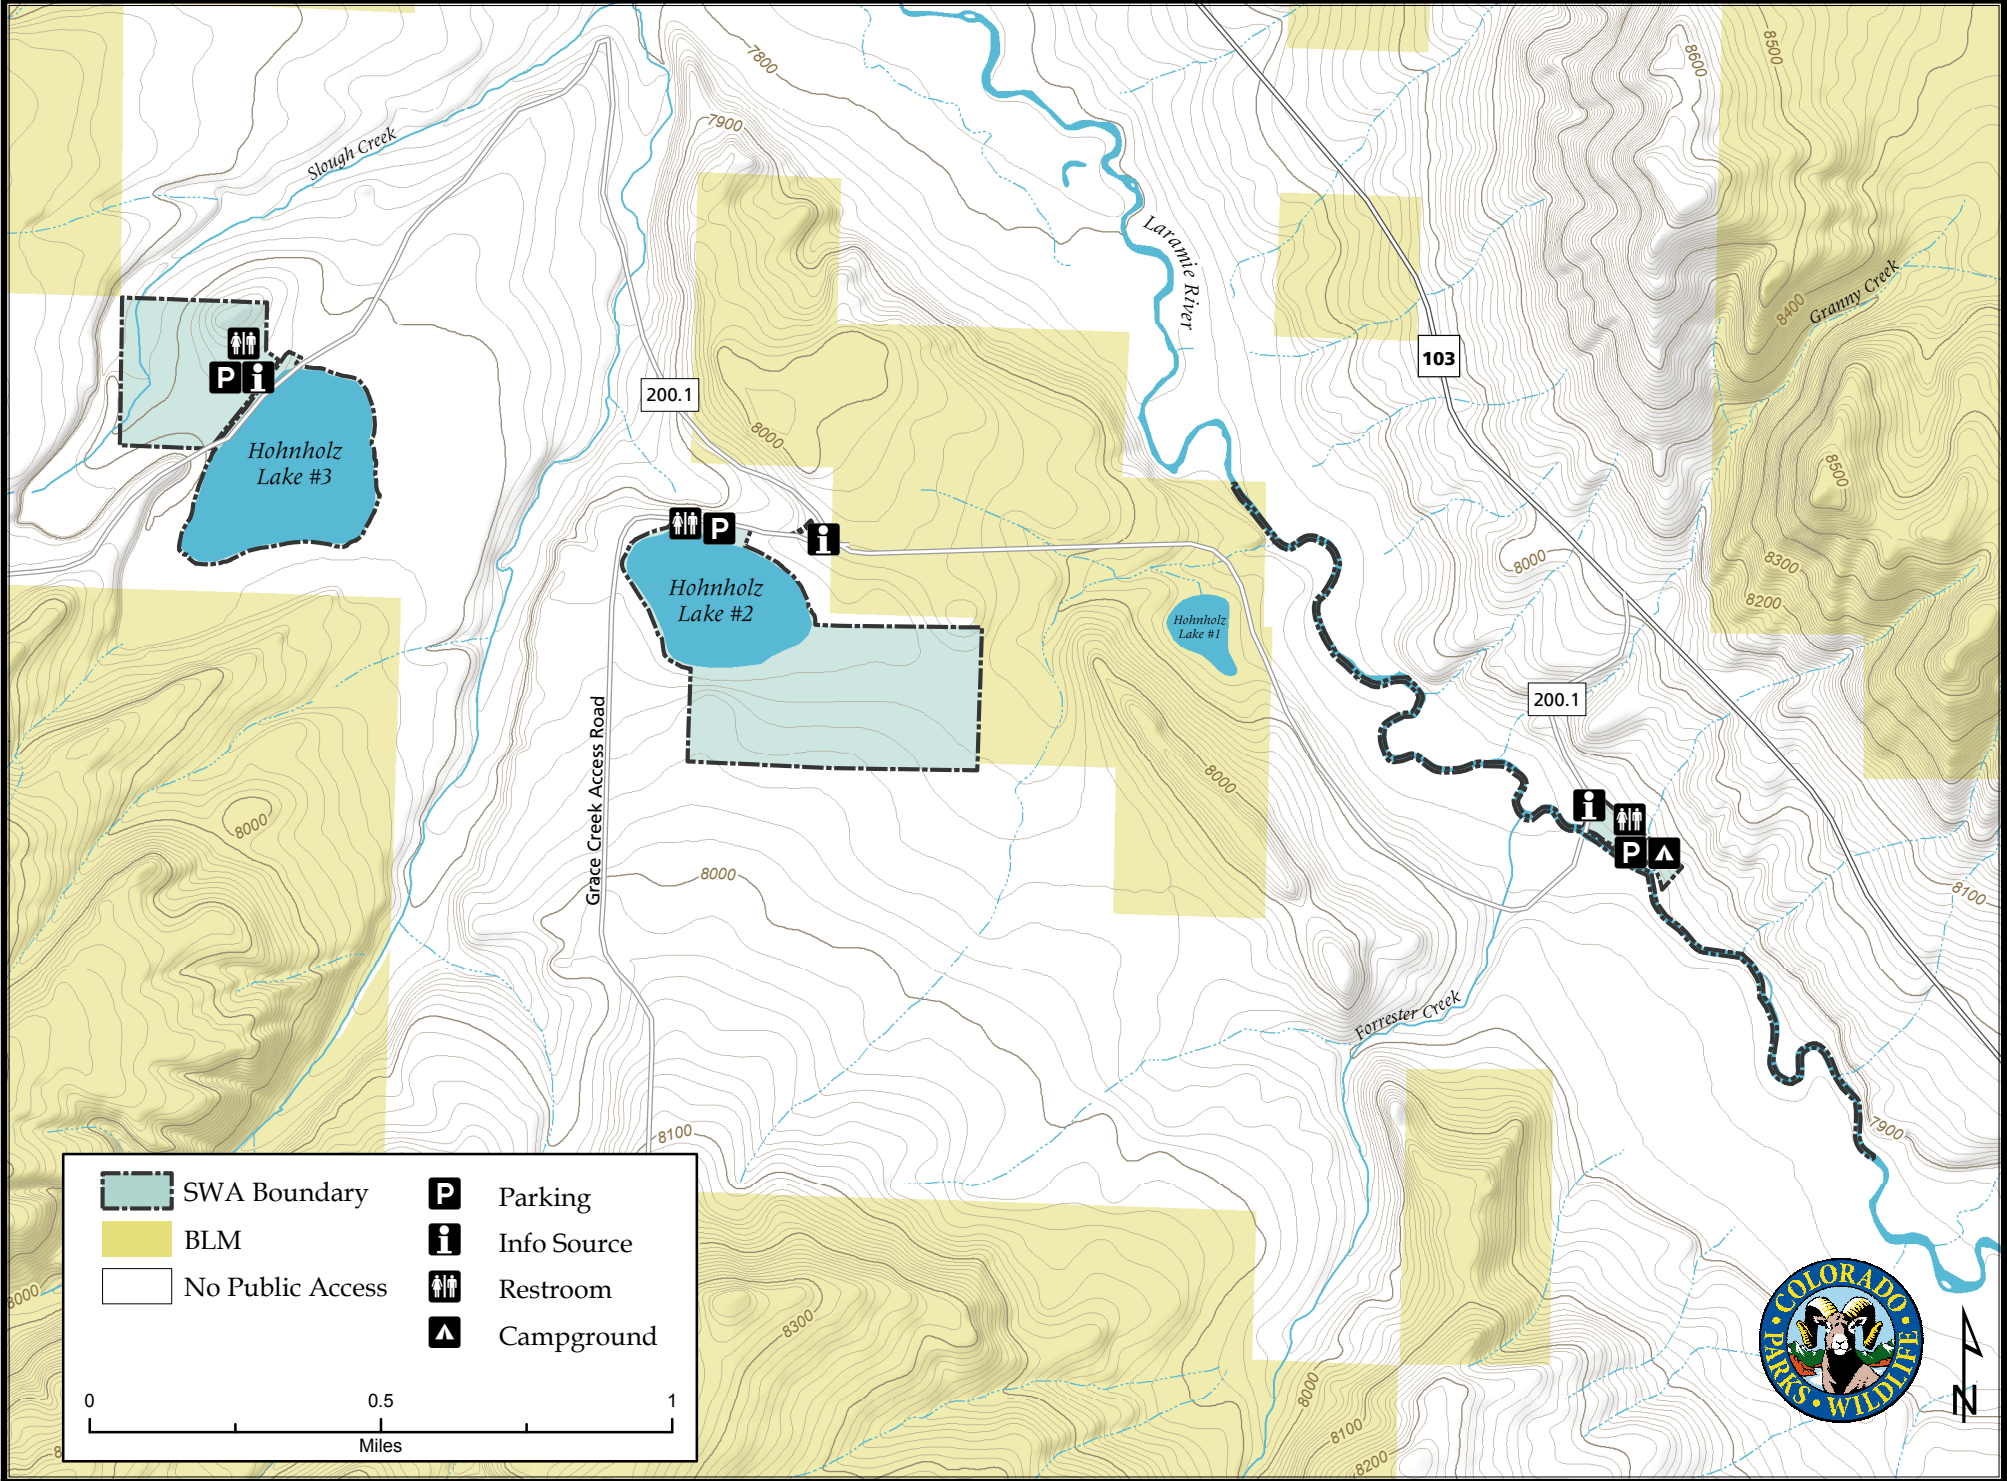 7800
8600
8500
7900
Slough Creek
Laramie River
Granny Creek
8400
103
200.1
8000
Hohnholz
Lake #3
8500
P
Hohnholz
Lake #2
Hohnholz
Lake #1
8000
8300
8200
200.1
Grace Creek Access Road
8000
8000
8000
P
8100
Forrester Creek
8100
7900
SWA Boundary
BLM
No Public Access
P Parking
Info Source
Restroom
Campground
0 0.5 1
Miles
8000
8300
8000
8100
8200
COLORADO
PARKS • WILDLIFE
N